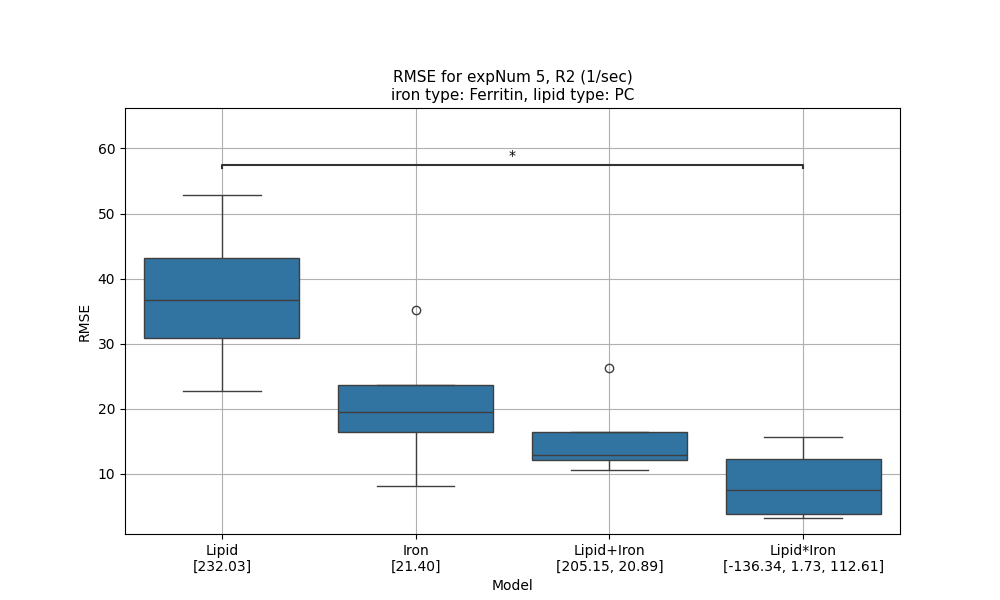 RMSE for expNum 5, R2 (1/sec)
iron type: Ferritin, lipid type: PC
60
*
50
40
RMSE
30
20
10
Lipid
[232.03]
Iron
[21.40]
Lipid+Iron
[205.15, 20.89]
Lipid*Iron
[-136.34, 1.73, 112.61]
Model